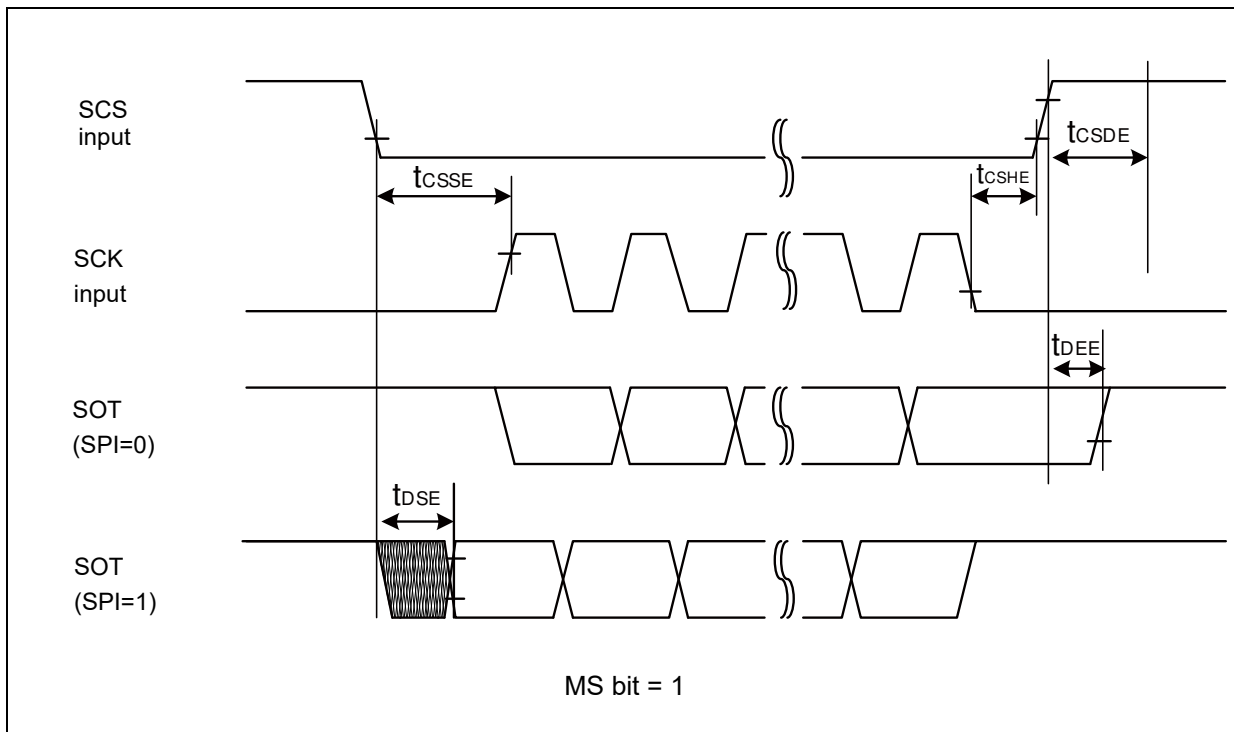 SCS
input
tCSDE
tCSSE
tCSHE
SCK
input
tDEE
SOT
(SPI=0)
tDSE
SOT
(SPI=1)
MS bit = 1